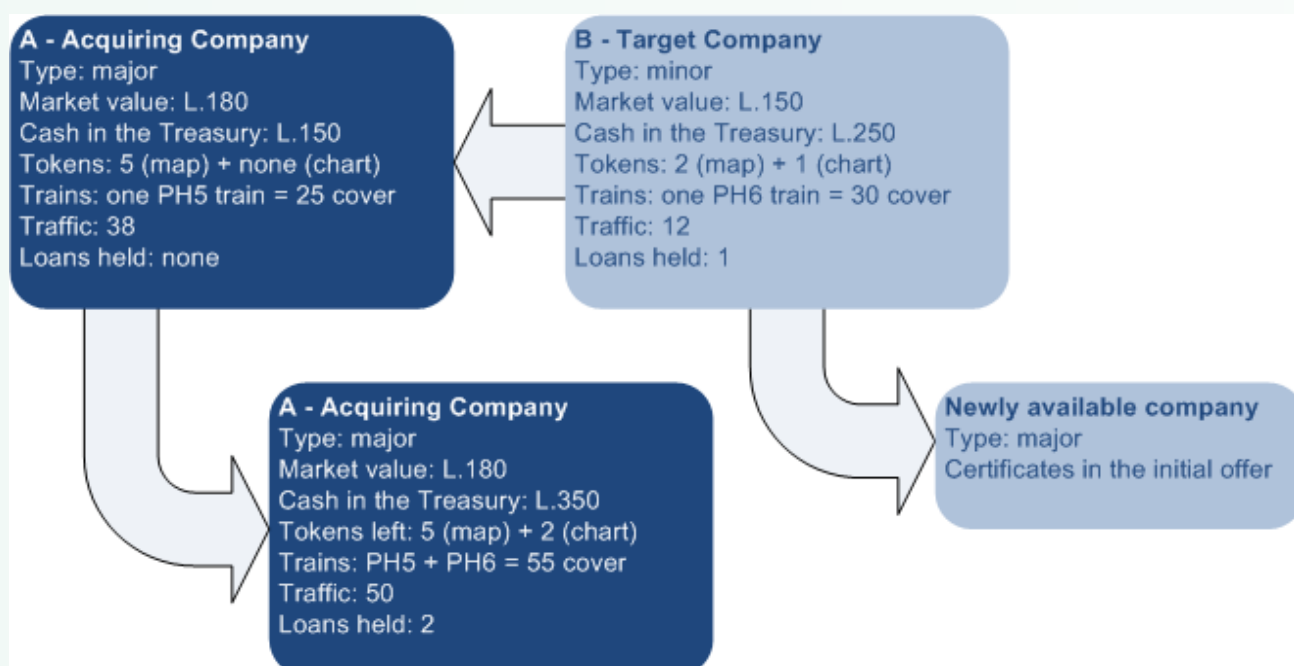 A - Acquiring Company
Type: major
Market value: L.180
Cash in the Treasury: L.150
Tokens: 5 (map) + none (chart)
Trains: one PH5 train = 25 cover
Traffic: 38
Loans held: none
B - Target Company
Type: minor
Market value: L.150
Cash in the Treasury: L.250
Tokens: 2 (map) + 1 (chart)
Trains: one PH6 train = 30 cover
Traffic: 12
Loans held: 1
A - Acquiring Company
Type: major
Market value: L.180
Cash in the Treasury: L.350
Tokens left: 5 (map) + 2 (chart)
Trains: PH5 + PH6 = 55 cover
Traffic: 50
Loans held: 2
Newly available company
Type: major
Certificates in the initial offer